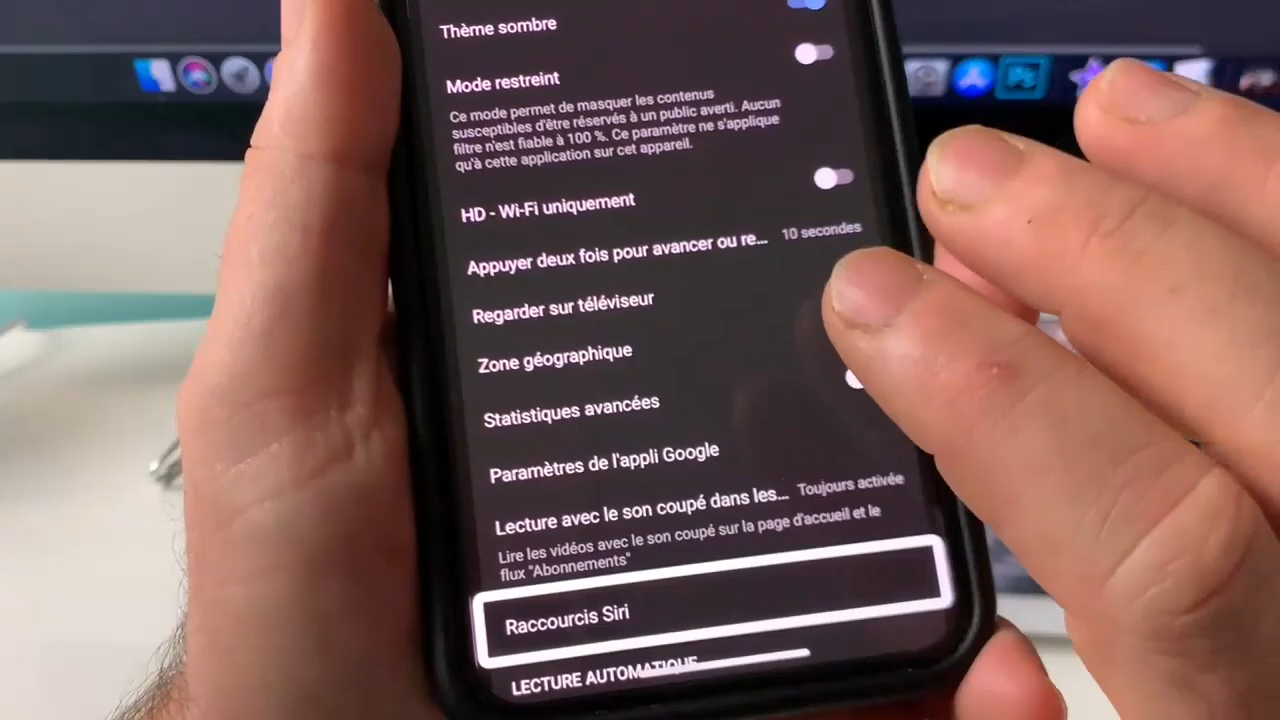 Thème sombre
Mode restreint
Ce mode permet de masquer les contenus
susceptibles d'être réservés à un public averti. Aucun
filtre n'est fiable à 100 %. Ce paramètre ne s'applique
qu'à cette application sur cet appareil.
HD - Wi-Fi uniquement
Appuyer deux fois pour avancer ou re... 10 secondes
Regarder sur téléviseur
Zone géographique
Statistiques avancées
Paramètres de l'appli Google
Lecture avec le son coupé dans les... Toujours activée
Lire les vidéos avec le son coupé sur la page d'accueil et le
flux "Abonnements"
Raccourcis Siri
LECTURE AUTOMATIQUE
Ps